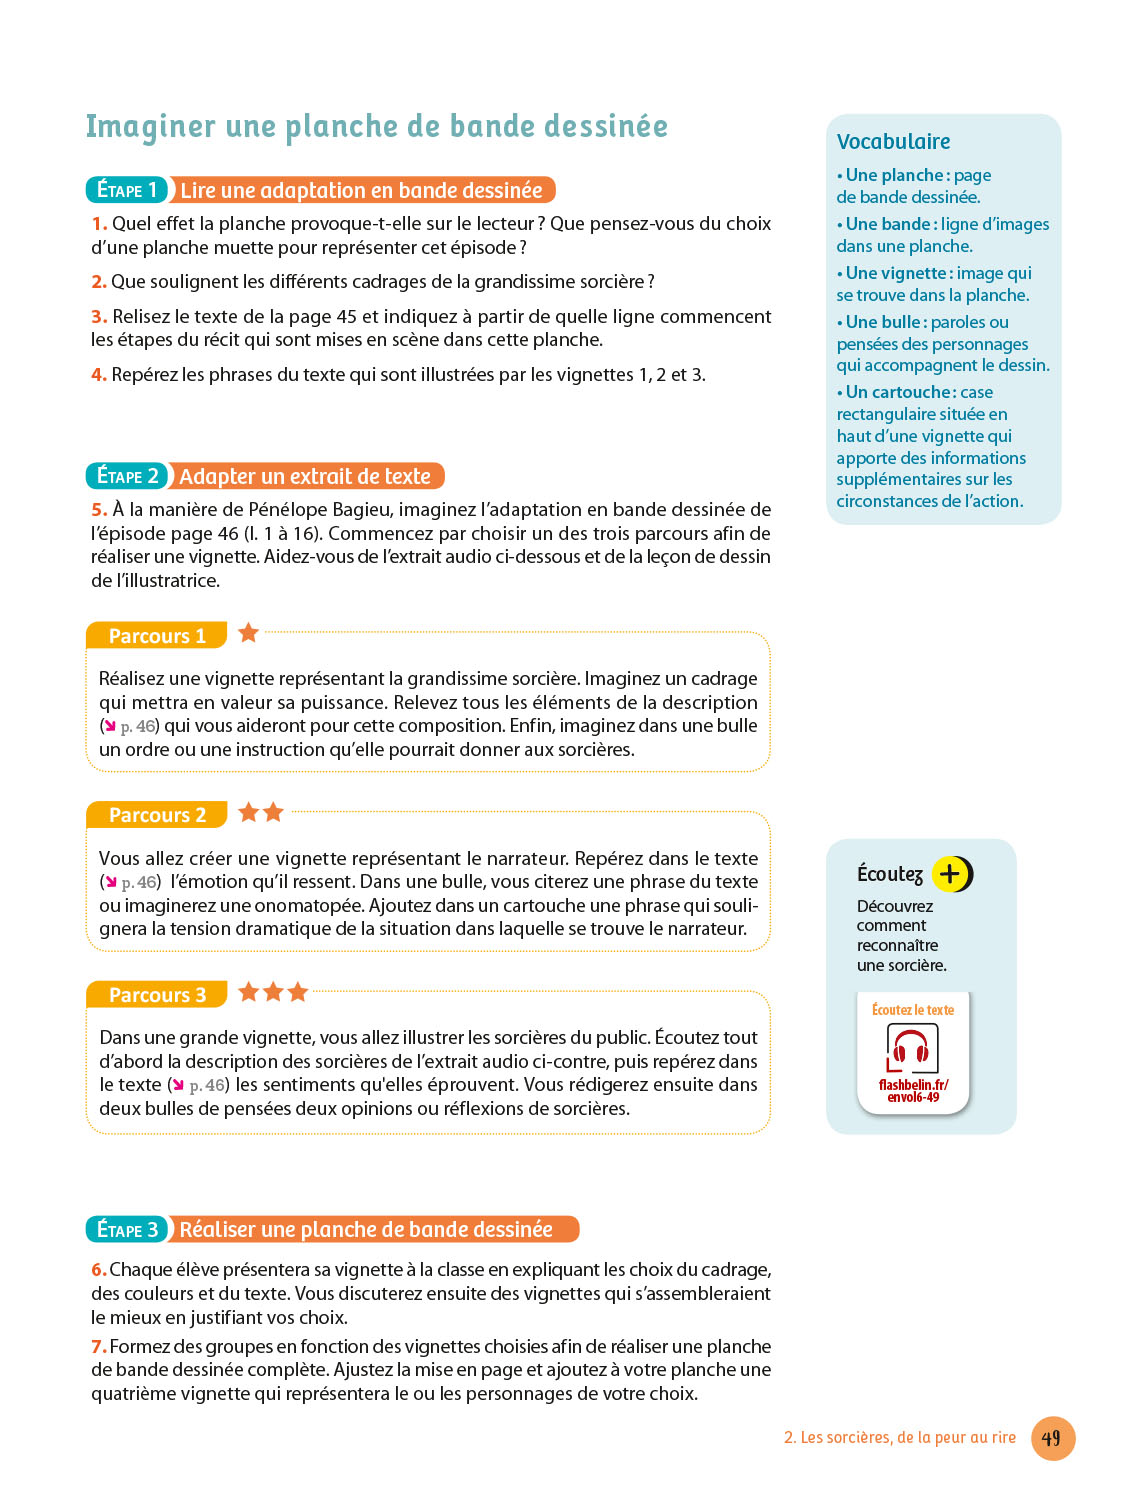 Imaginer une planche de bande dessinée
ÉTAPE 1 Lire une adaptation en bande dessinée
1. Quel effet la planche provoque-t-elle sur le lecteur ? Que pensez-vous du choix
d'une planche muette pour représenter cet épisode ?
2. Que soulignent les différents cadrages de la grandissime sorcière ?
3. Relisez le texte de la page 45 et indiquez à partir de quelle ligne commencent
les étapes du récit qui sont mises en scène dans cette planche.
4. Repérez les phrases du texte qui sont illustrées par les vignettes 1, 2 et 3.
ÉTAPE 2 Adapter un extrait de texte
5. À la manière de Pénélope Bagieu, imaginez l'adaptation en bande dessinée de
l'épisode page 46 (l. 1 à 16). Commencez par choisir un des trois parcours afin de
réaliser une vignette. Aidez-vous de l'extrait audio ci-dessous et de la leçon de dessin
de l'illustratrice.
Parcours 1
Réalisez une vignette représentant la grandissime sorcière. Imaginez un cadrage
qui mettra en valeur sa puissance. Relevez tous les éléments de la description
(p. 46) qui vous aideront pour cette composition. Enfin, imaginez dans une bulle
un ordre ou une instruction qu'elle pourrait donner aux sorcières.
Parcours 2
Vous allez créer une vignette représentant le narrateur. Repérez dans le texte
(p. 46) l'émotion qu'il ressent. Dans une bulle, vous citerez une phrase du texte
ou imaginerez une onomatopée. Ajoutez dans un cartouche une phrase qui souli-
gnera la tension dramatique de la situation dans laquelle se trouve le narrateur.
Parcours 3
Dans une grande vignette, vous allez illustrer les sorcières du public. Écoutez tout
d'abord la description des sorcières de l'extrait audio ci-contre, puis repérez dans
le texte (p. 46) les sentiments qu'elles éprouvent. Vous rédigerez ensuite dans
deux bulles de pensées deux opinions ou réflexions de sorcières.
ÉTAPE 3 Réaliser une planche de bande dessinée
6. Chaque élève présentera sa vignette à la classe en expliquant les choix du cadrage,
des couleurs et du texte. Vous discuterez ensuite des vignettes qui s'assembleraient
le mieux en justifiant vos choix.
7. Formez des groupes en fonction des vignettes choisies afin de réaliser une planche
de bande dessinée complète. Ajustez la mise en page et ajoutez à votre planche une
quatrième vignette qui représentera le ou les personnages de votre choix.
Vocabulaire
• Une planche : page
de bande dessinée.
• Une bande : ligne d'images
dans une planche.
• Une vignette : image qui
se trouve dans la planche.
• Une bulle : paroles ou
pensées des personnages
qui accompagnent le dessin.
• Un cartouche : case
rectangulaire située en
haut d'une vignette qui
apporte des informations
supplémentaires sur les
circonstances de l'action.
Écoutez +
Découvrez
comment
reconnaître
une sorcière.
Écoutez le texte
flashbelin.fr/
envol6-49
2. Les sorcières, de la peur au rire 49